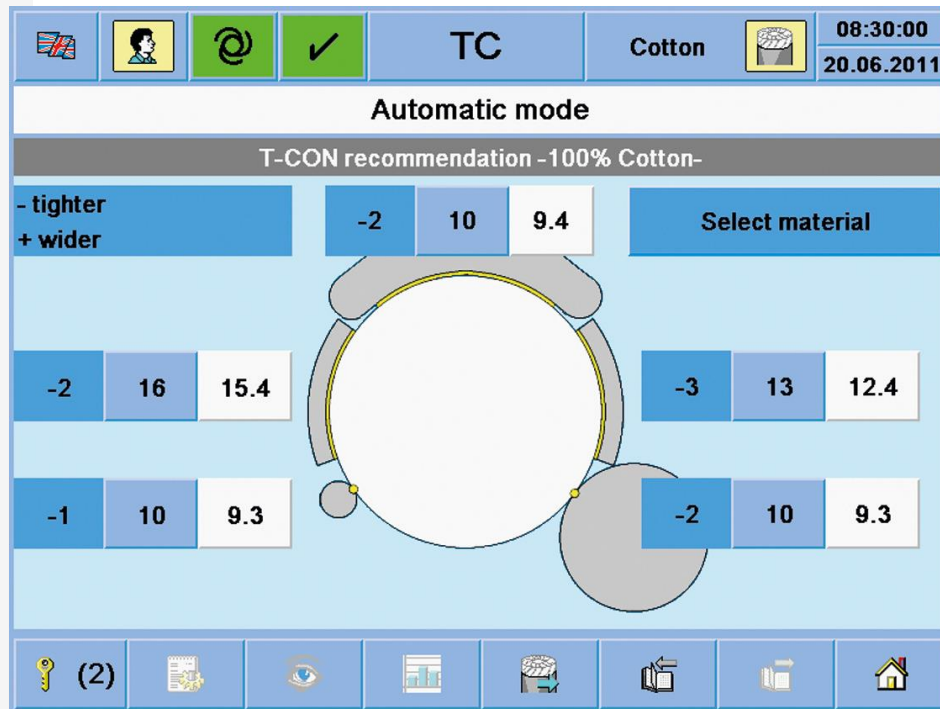 TC
Cotton
08:30:00
20.06.2011
Automatic mode
T-CON recommendation -100% Cotton-
- tighter
+ wider
-2 10 9.4
Select material
-2 16 15.4
-3 13 12.4
-1 10 9.3
-2 10 9.3
(2)